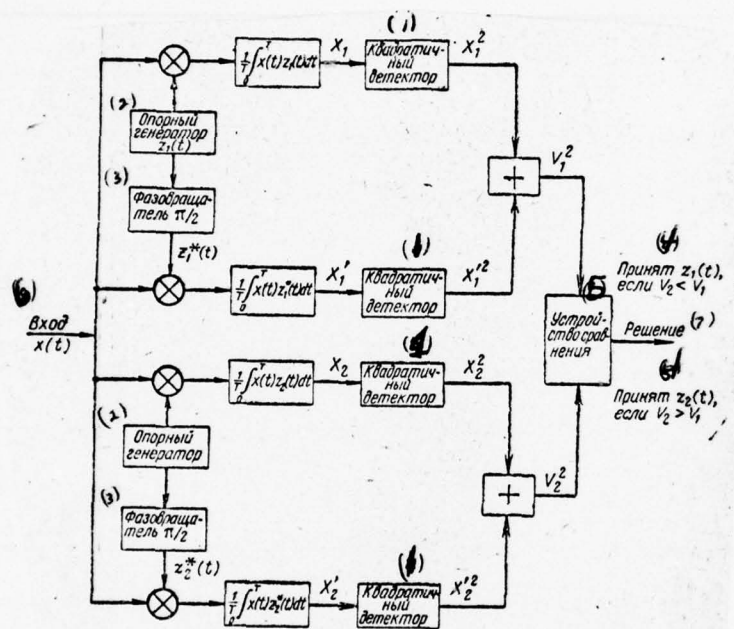 (1)
X₁
Квадратич-
ный
детектор
X₁²
1/T ∫₀ᵀ x(t)z₁(t)dt
(2)
Опорный
генератор
z₁(t)
(3)
Фазовраща-
тель π/2
z₁*(t)
+
V₁²
1/T ∫₀ᵀ x(t)z₁*(t)dt
X₁'
Квадратич-
ный
детектор
X₁'²
Вход
x(t)
Принят z₁(t),
если V₂ < V₁
Устрой-
ство срав-
нения
Решение (7)
Принят z₂(t),
если V₂ > V₁
1/T ∫₀ᵀ x(t)z₂(t)dt
X₂
Квадратич-
ный
детектор
X₂²
(2)
Опорный
генератор
(3)
Фазовраща-
тель π/2
z₂*(t)
+
V₂²
1/T ∫₀ᵀ x(t)z₂*(t)dt
X₂'
Квадратич-
ный
детектор
X₂'²